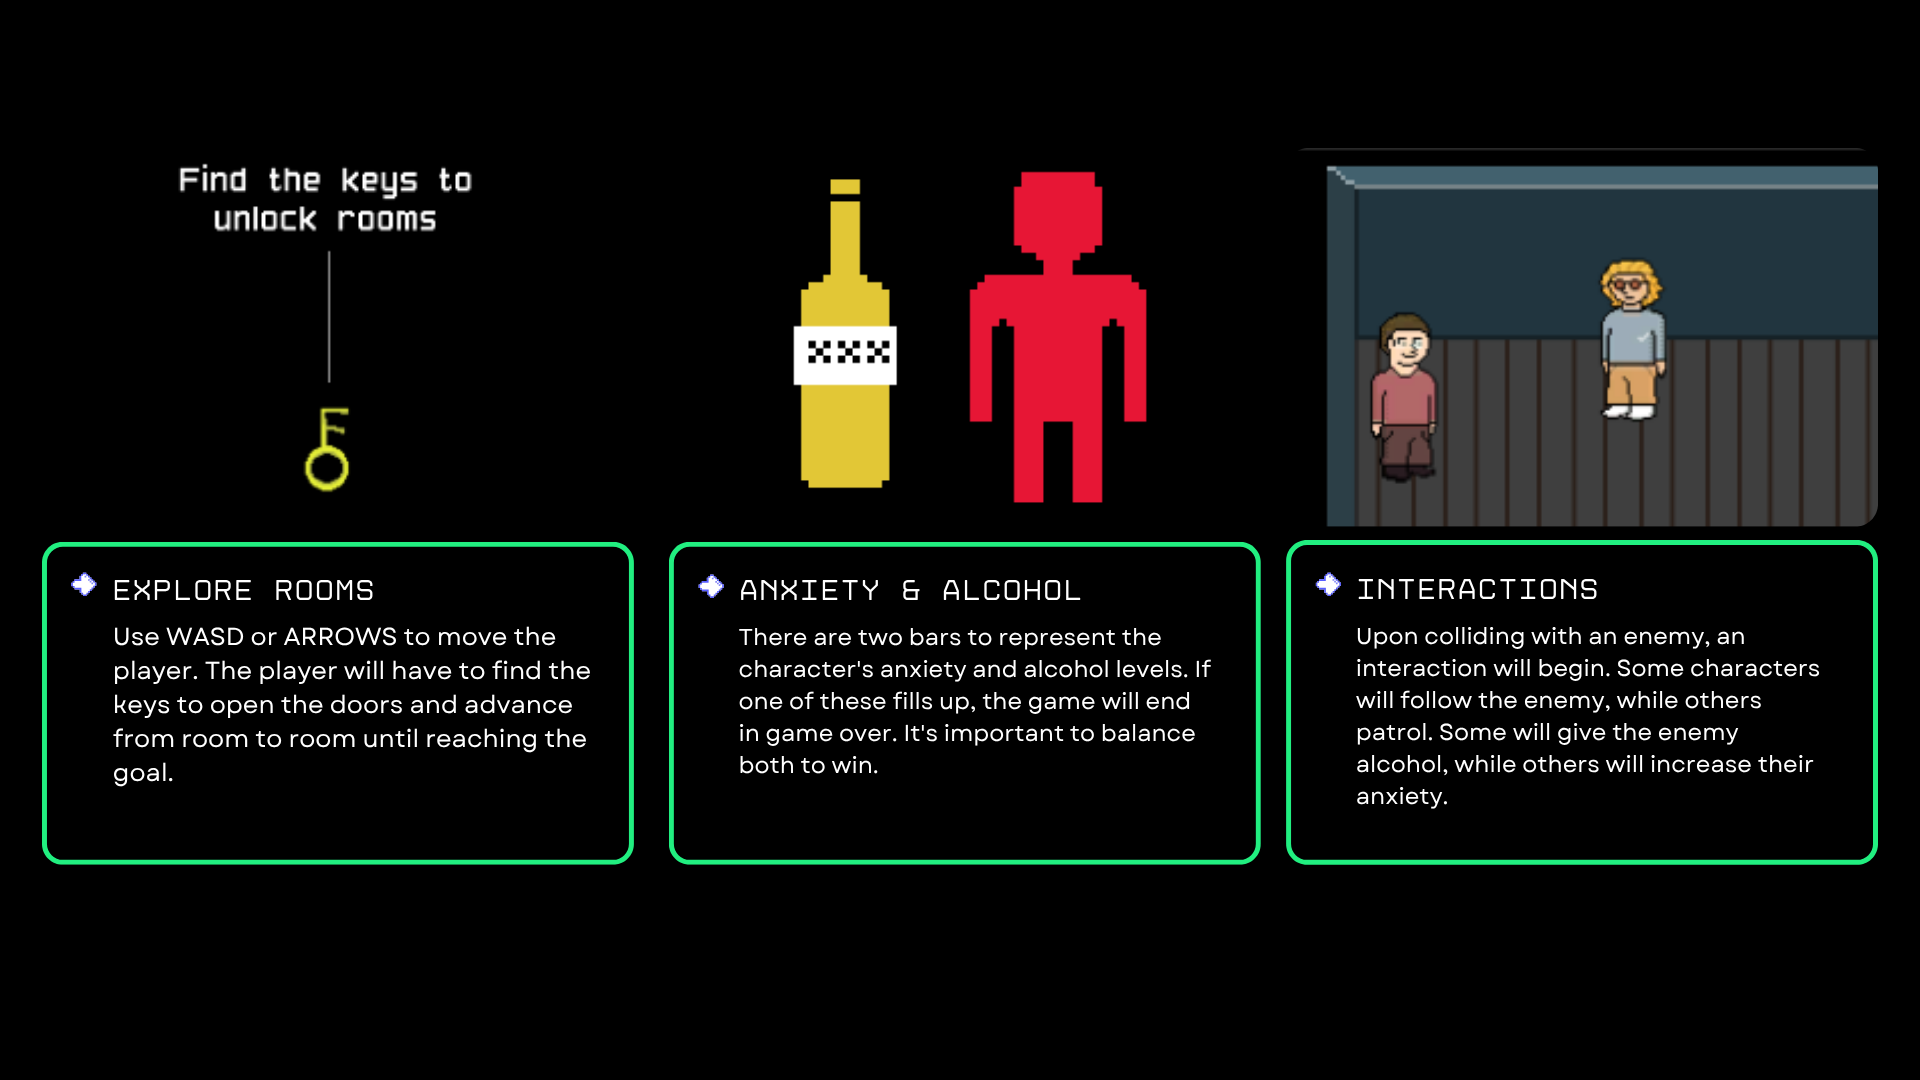 Find the keys to
unlock rooms
XXX
EXPLORE ROOMS
Use WASD or ARROWS to move the
player. The player will have to find the
keys to open the doors and advance
from room to room until reaching the
goal.
ANXIETY & ALCOHOL
There are two bars to represent the
character's anxiety and alcohol levels. If
one of these fills up, the game will end
in game over. It's important to balance
both to win.
INTERACTIONS
Upon colliding with an enemy, an
interaction will begin. Some characters
will follow the enemy, while others
patrol. Some will give the enemy
alcohol, while others will increase their
anxiety.